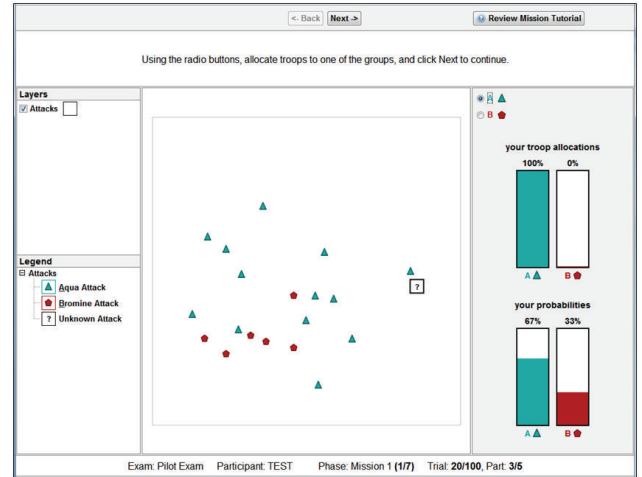 <- Back Next -> Review Mission Tutorial
Using the radio buttons, allocate troops to one of the groups, and click Next to continue.
Layers
Attacks
Legend
Attacks
Aqua Attack
Bromine Attack
? Unknown Attack
?
A
B
your troop allocations
100% 0%
A B
your probabilities
67% 33%
A B
Exam: Pilot Exam Participant: TEST Phase: Mission 1 (1/7) Trial: 20/100, Part: 3/5